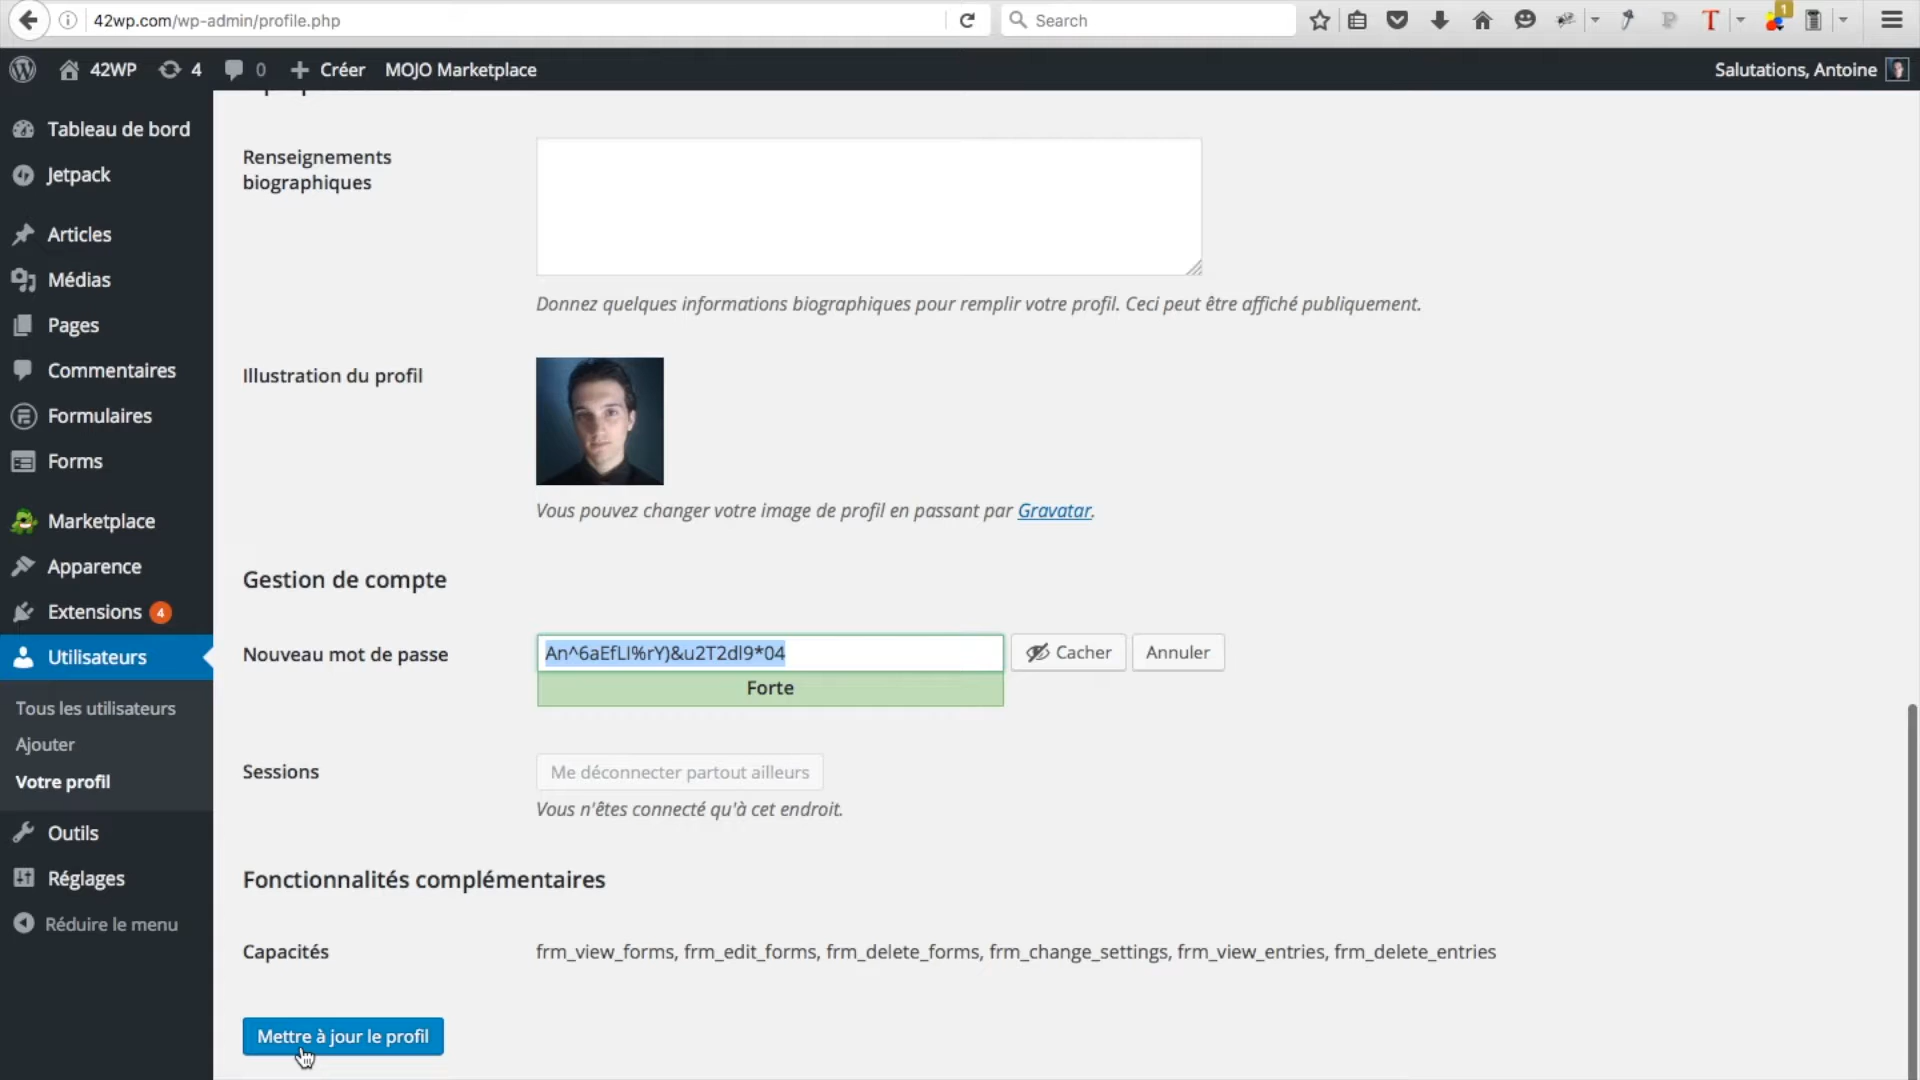 42wp.com/wp-admin/profile.php
Search
1
42WP 4 0 Créer MOJO Marketplace
Salutations, Antoine
Tableau de bord
Jetpack
Articles
Médias
Pages
Commentaires
Formulaires
Forms
Marketplace
Apparence
Extensions 4
Utilisateurs
Tous les utilisateurs
Ajouter
Votre profil
Outils
Réglages
Réduire le menu
Renseignements
biographiques
Donnez quelques informations biographiques pour remplir votre profil. Ceci peut être affiché publiquement.
Illustration du profil
Vous pouvez changer votre image de profil en passant par Gravatar.
Gestion de compte
Nouveau mot de passe
An^6aEfLl%rY)&u2T2dl9*04
Cacher
Annuler
Forte
Sessions
Me déconnecter partout ailleurs
Vous n'êtes connecté qu'à cet endroit.
Fonctionnalités complémentaires
Capacités
frm_view_forms, frm_edit_forms, frm_delete_forms, frm_change_settings, frm_view_entries, frm_delete_entries
Mettre à jour le profil